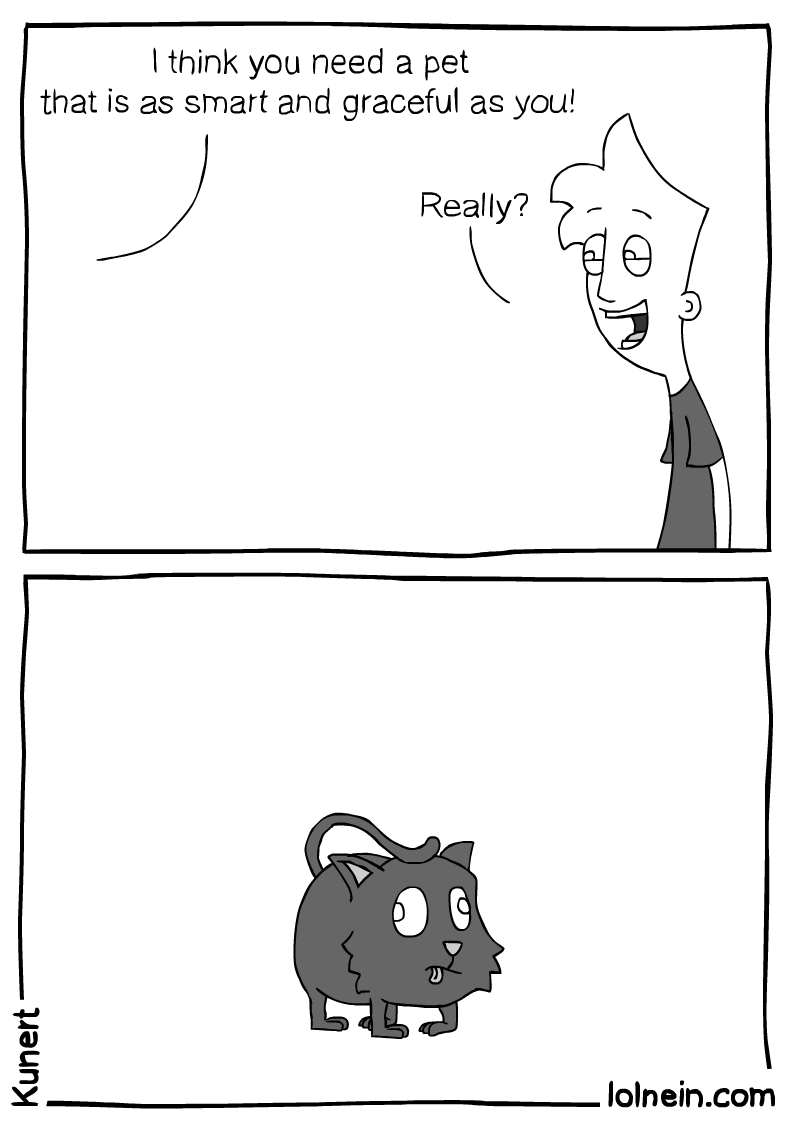 I think you need a pet
that is as smart and graceful as you!
Really?
Kunert
lolnein.com